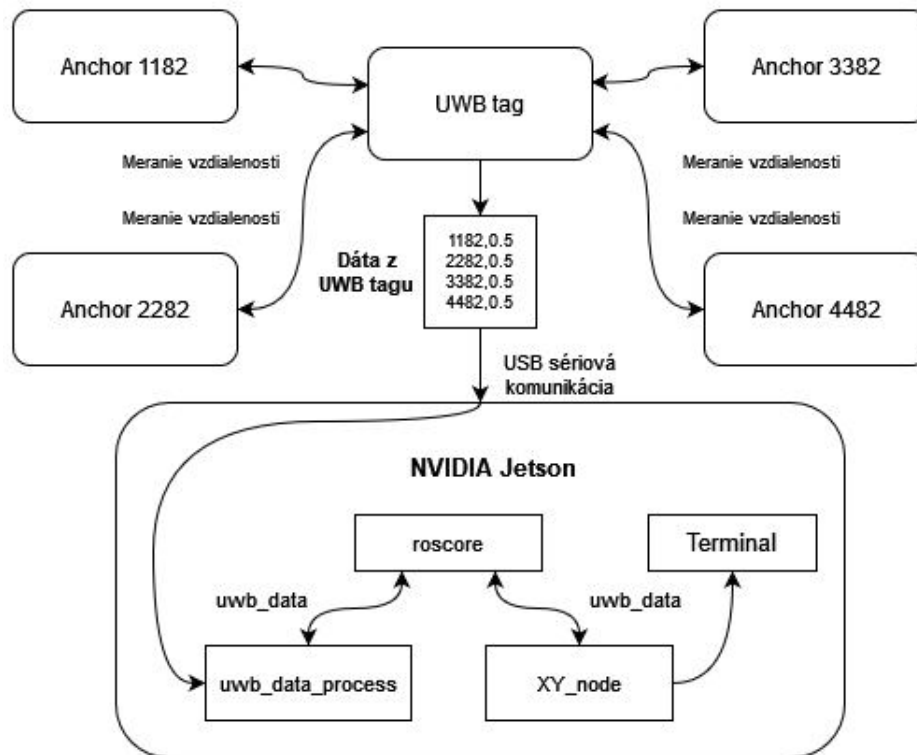 Anchor 1182
UWB tag
Anchor 3382
Meranie vzdialenosti
Meranie vzdialenosti
Meranie vzdialenosti
Meranie vzdialenosti
Anchor 2282
Dáta z
UWB tagu
1182,0.5
2282,0.5
3382,0.5
4482,0.5
Anchor 4482
USB sériová
komunikácia
NVIDIA Jetson
roscore
Terminal
uwb_data
uwb_data
uwb_data_process
XY_node